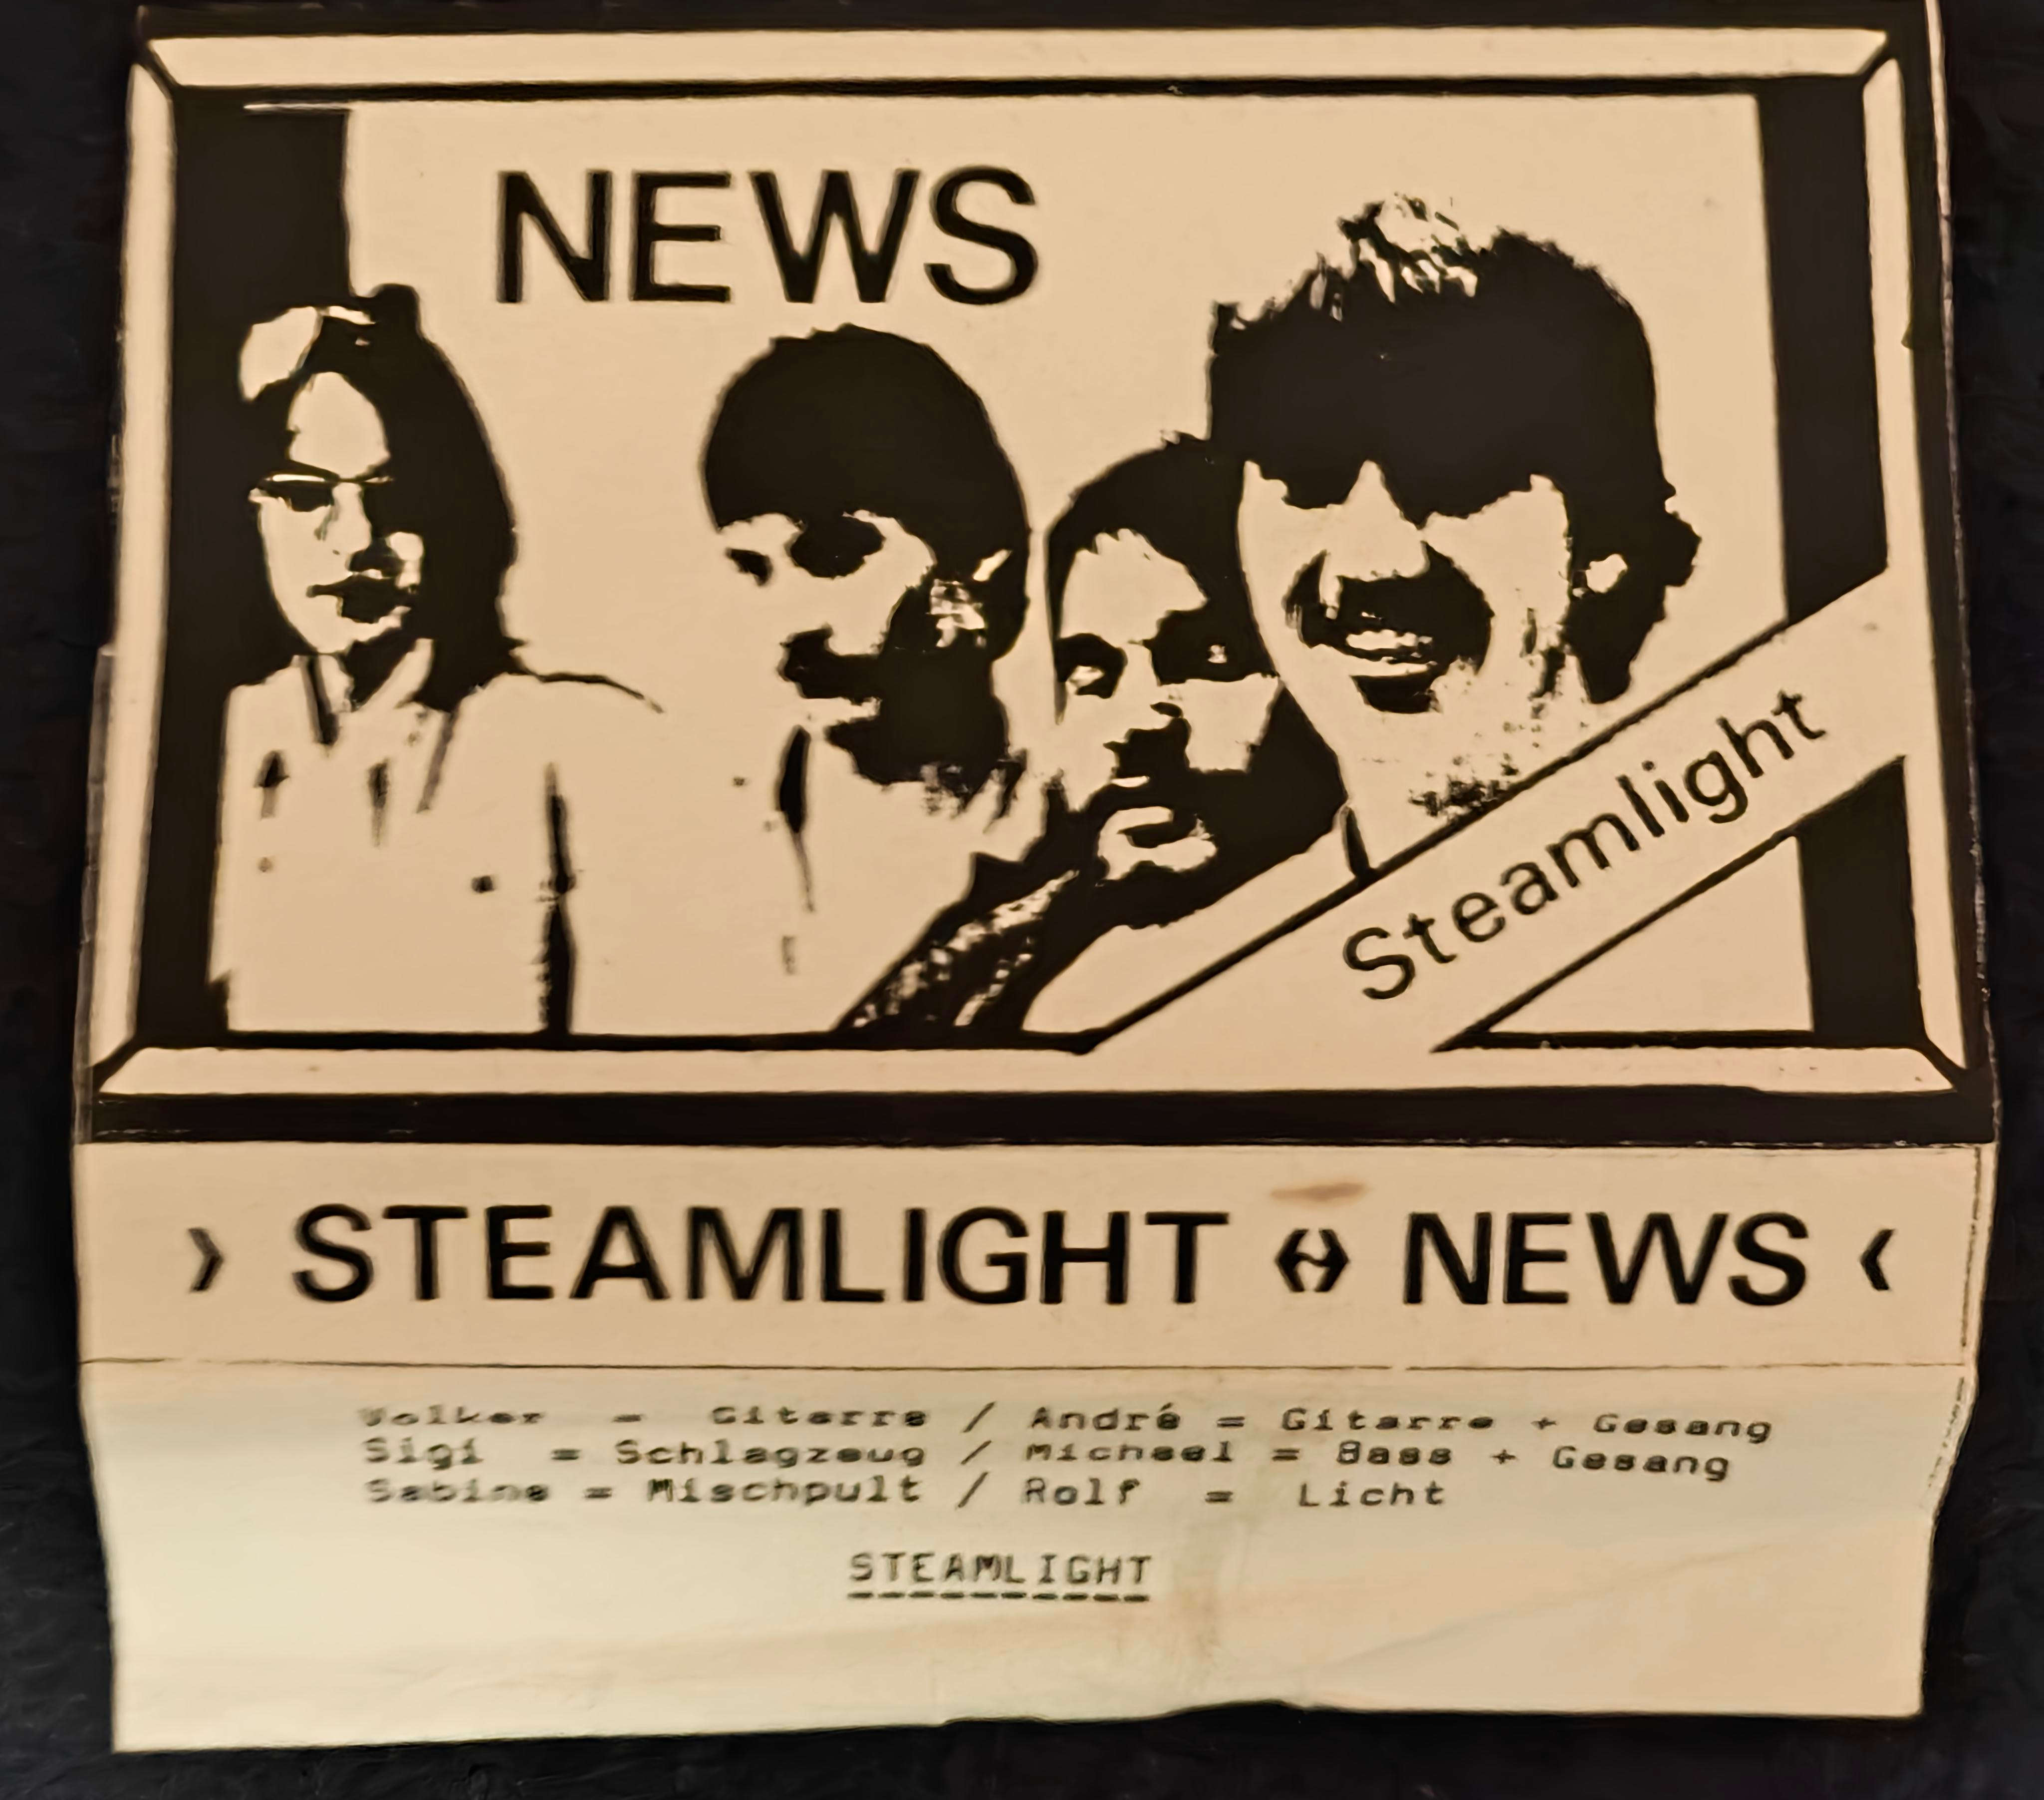 NEWS
Steamlight
› STEAMLIGHT ‹› NEWS ‹
Volker = Gitarre / André = Gitarre + Gesang
Sigi = Schlagzeug / Michael = Bass + Gesang
Sabine = Mischpult / Rolf = Licht
STEAMLIGHT